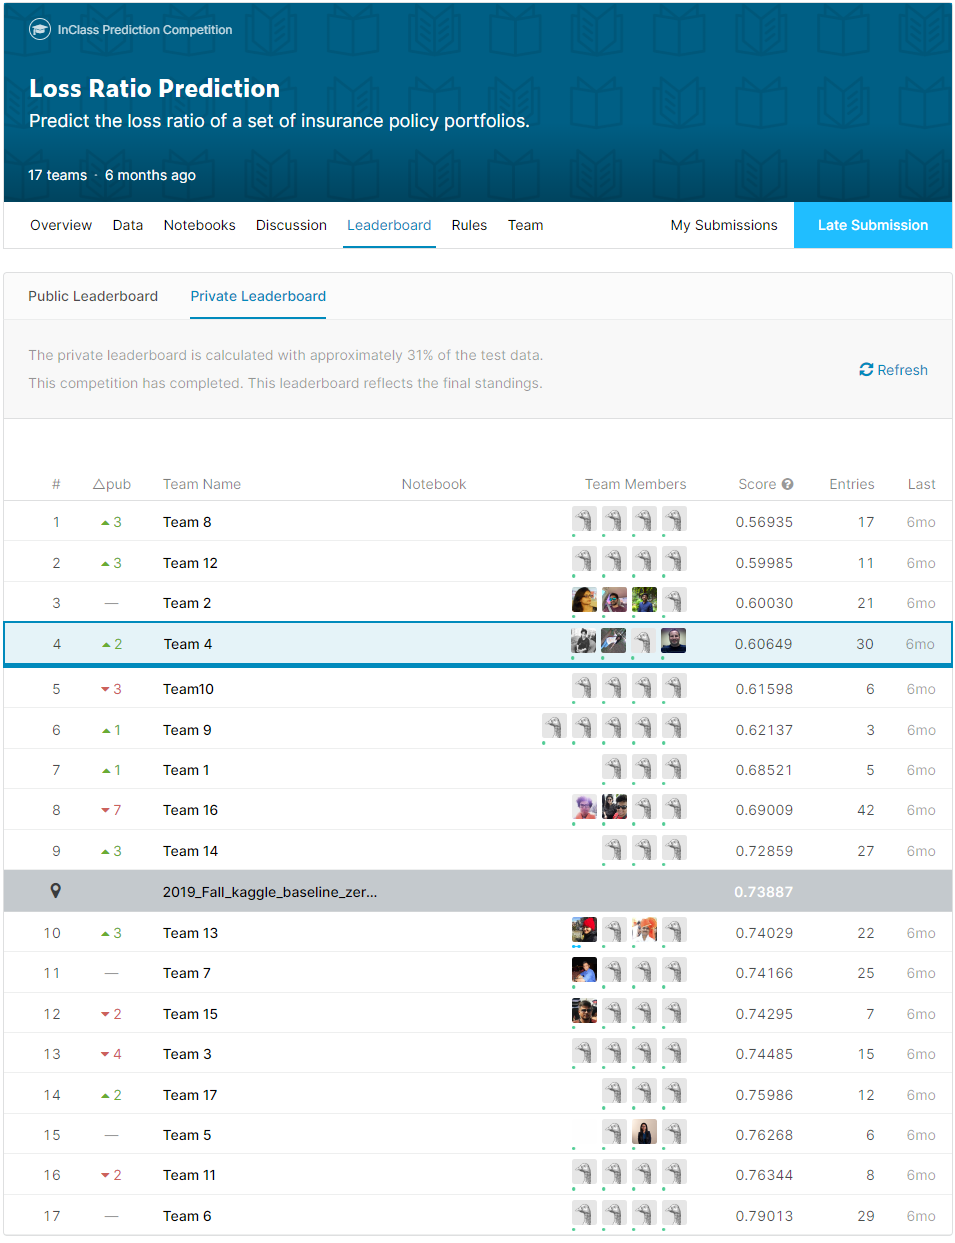 InClass Prediction Competition
Loss Ratio Prediction
Predict the loss ratio of a set of insurance policy portfolios.
17 teams · 6 months ago
Overview Data Notebooks Discussion Leaderboard Rules Team My Submissions Late Submission
Public Leaderboard Private Leaderboard
The private leaderboard is calculated with approximately 31% of the test data.
This competition has completed. This leaderboard reflects the final standings.
Refresh
# △pub Team Name Notebook Team Members Score Entries Last
1 3 Team 8 0.56935 17 6mo
2 3 Team 12 0.59985 11 6mo
3 — Team 2 0.60030 21 6mo
4 2 Team 4 0.60649 30 6mo
5 3 Team10 0.61598 6 6mo
6 1 Team 9 0.62137 3 6mo
7 1 Team 1 0.68521 5 6mo
8 7 Team 16 0.69009 42 6mo
9 3 Team 14 0.72859 27 6mo
2019_Fall_kaggle_baseline_zer... 0.73887
10 3 Team 13 0.74029 22 6mo
11 — Team 7 0.74166 25 6mo
12 2 Team 15 0.74295 7 6mo
13 4 Team 3 0.74485 15 6mo
14 2 Team 17 0.75986 12 6mo
15 — Team 5 0.76268 6 6mo
16 2 Team 11 0.76344 8 6mo
17 — Team 6 0.79013 29 6mo